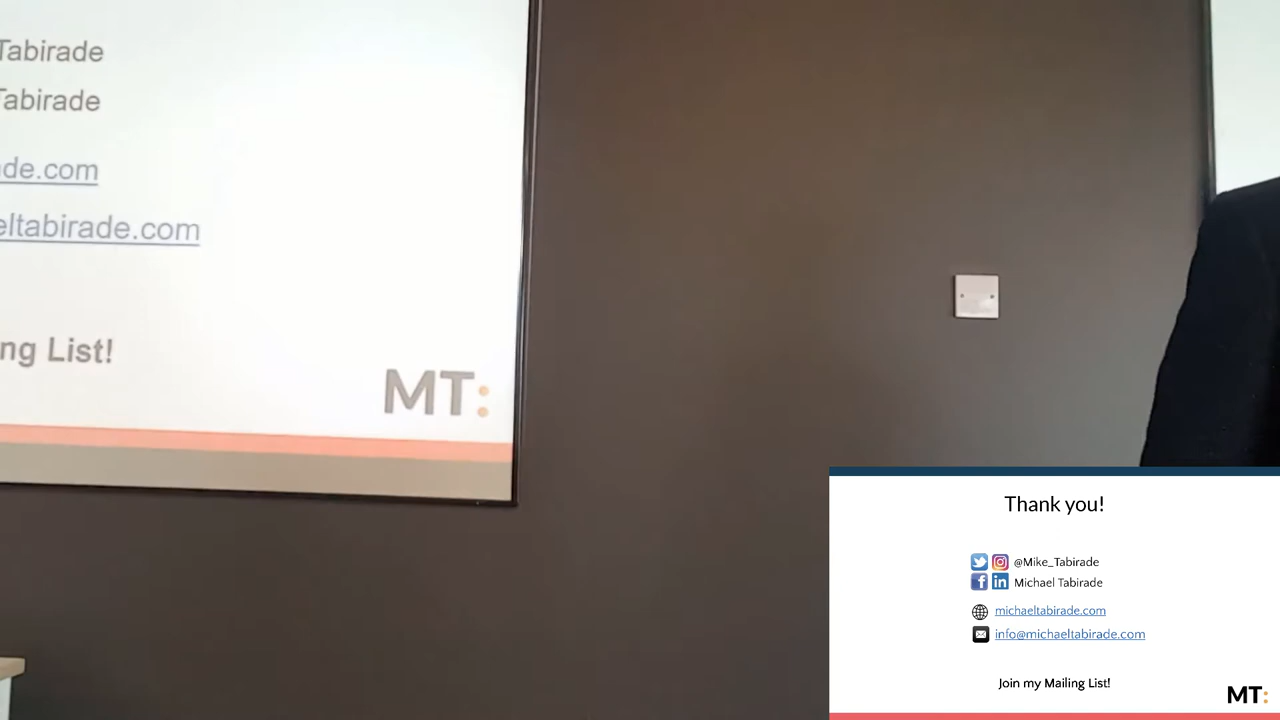 Tabirade
Tabirade
de.com
eltabirade.com
ng List!
MT:
Thank you!
@Mike_Tabirade
Michael Tabirade
michaeltabirade.com
info@michaeltabirade.com
Join my Mailing List!
MT: